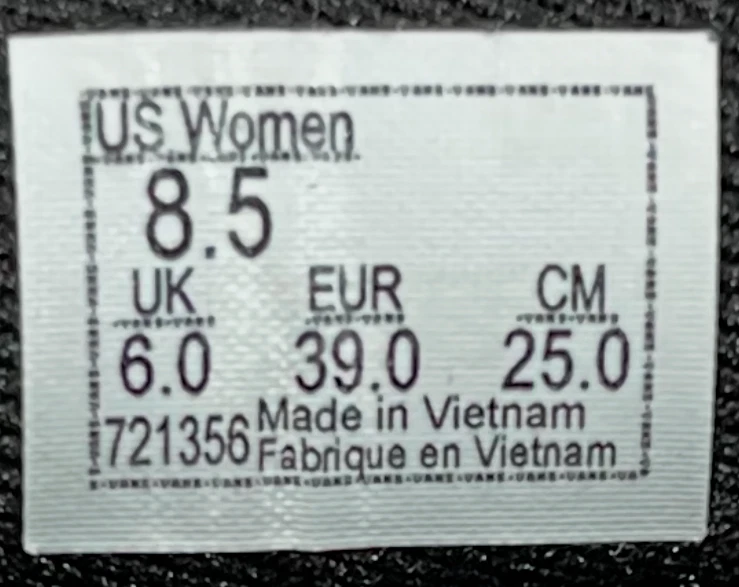 US Women
8.5
UK EUR CM
6.0 39.0 25.0
721356 Made in Vietnam
Fabrique en Vietnam